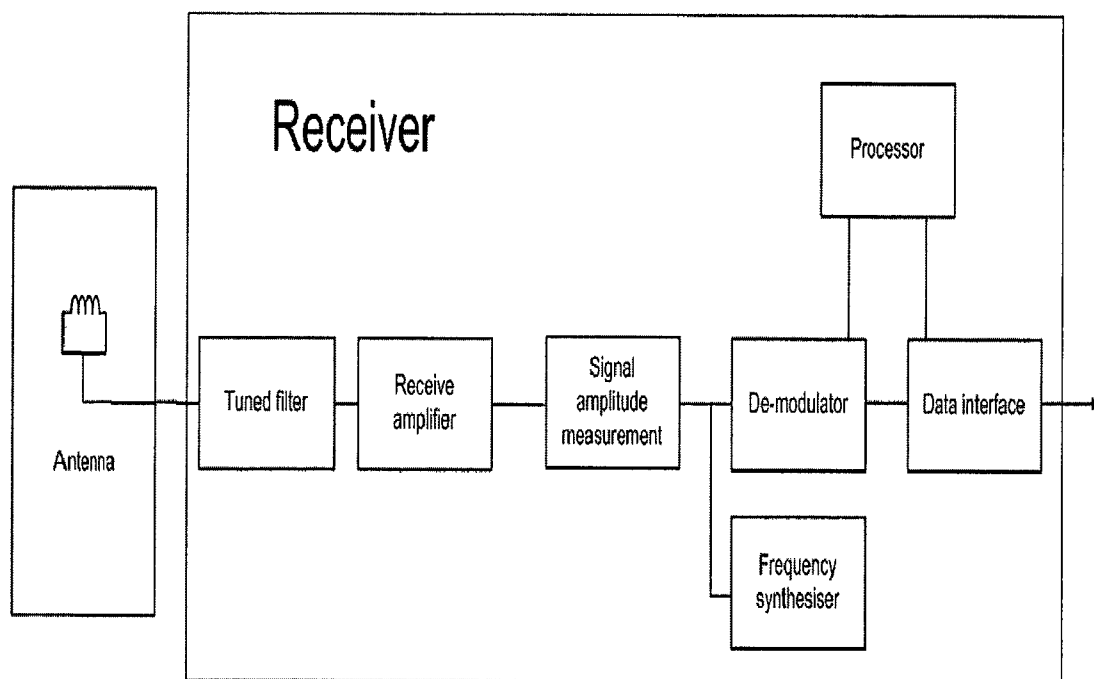 Receiver
Processor
Antenna
Tuned filter
Receive
amplifier
Signal
amplitude
measurement
De-modulator
Data interface
Frequency
synthesiser